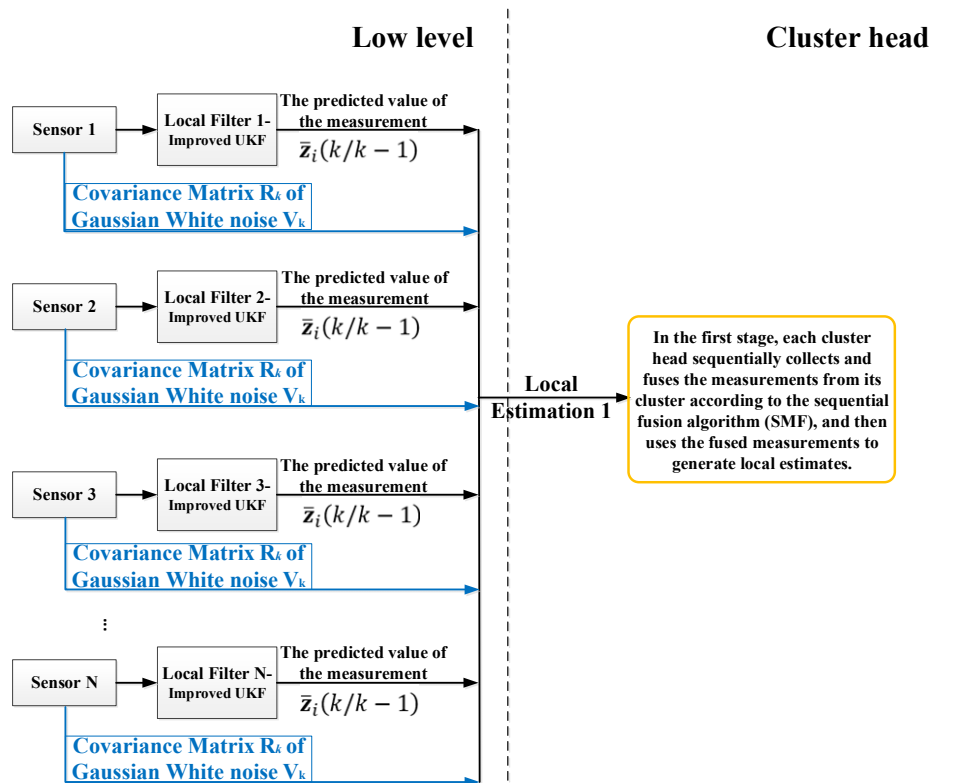 Low level
Cluster head
Sensor 1
Local Filter 1-
Improved UKF
The predicted value of
the measurement
z̄ᵢ(k/k − 1)
Covariance Matrix Rₖ of
Gaussian White noise Vₖ
Sensor 2
Local Filter 2-
Improved UKF
The predicted value of
the measurement
z̄ᵢ(k/k − 1)
Covariance Matrix Rₖ of
Gaussian White noise Vₖ
Local
Estimation 1
In the first stage, each cluster
head sequentially collects and
fuses the measurements from its
cluster according to the sequential
fusion algorithm (SMF), and then
uses the fused measurements to
generate local estimates.
Sensor 3
Local Filter 3-
Improved UKF
The predicted value of
the measurement
z̄ᵢ(k/k − 1)
Covariance Matrix Rₖ of
Gaussian White noise Vₖ
...
Sensor N
Local Filter N-
Improved UKF
The predicted value of
the measurement
z̄ᵢ(k/k − 1)
Covariance Matrix Rₖ of
Gaussian White noise Vₖ